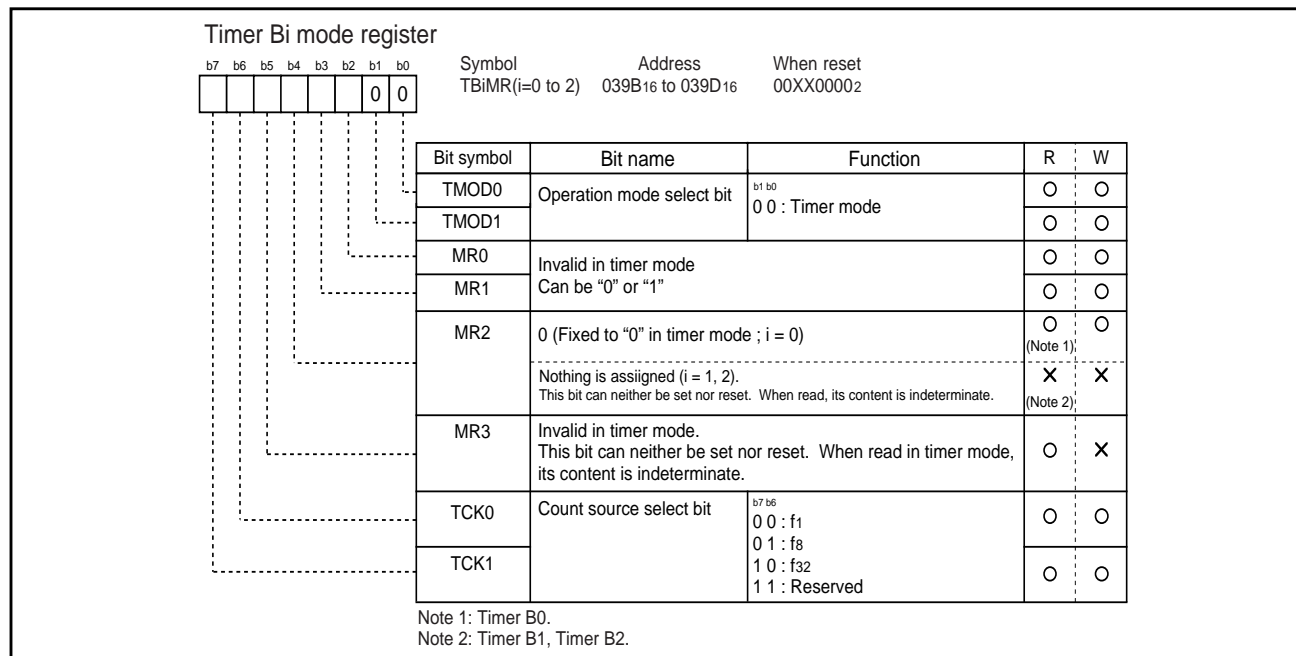 Timer Bi mode register
b7 b6 b5 b4 b3 b2 b1 b0
0 0
Symbol Address When reset
TBiMR(i=0 to 2) 039B16 to 039D16 00XX00002
Bit symbol Bit name Function R W
TMOD0 Operation mode select bit b1 b0
0 0 : Timer mode
TMOD1
MR0 Invalid in timer mode
Can be “0” or “1”
MR1
MR2 0 (Fixed to “0” in timer mode ; i = 0)
(Note 1)
Nothing is assiigned (i = 1, 2).
This bit can neither be set nor reset. When read, its content is indeterminate.
(Note 2)
MR3 Invalid in timer mode.
This bit can neither be set nor reset. When read in timer mode,
its content is indeterminate.
TCK0 Count source select bit b7 b6
0 0 : f1
0 1 : f8
TCK1 1 0 : f32
1 1 : Reserved
Note 1: Timer B0.
Note 2: Timer B1, Timer B2.